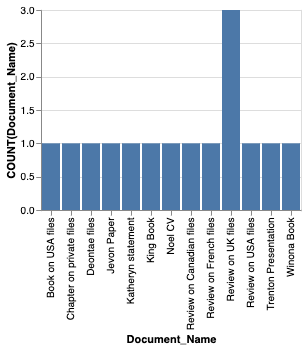 COUNT(Document_Name)
3.0
2.5
2.0
1.5
1.0
0.5
0.0
Book on USA files
Chapter on private files
Deontae files
Jevon Paper
Katheryn statement
King Book
Noel CV
Review on Canadian files
Review on French files
Review on UK files
Review on USA files
Trenton Presentation
Winona Book
Document_Name